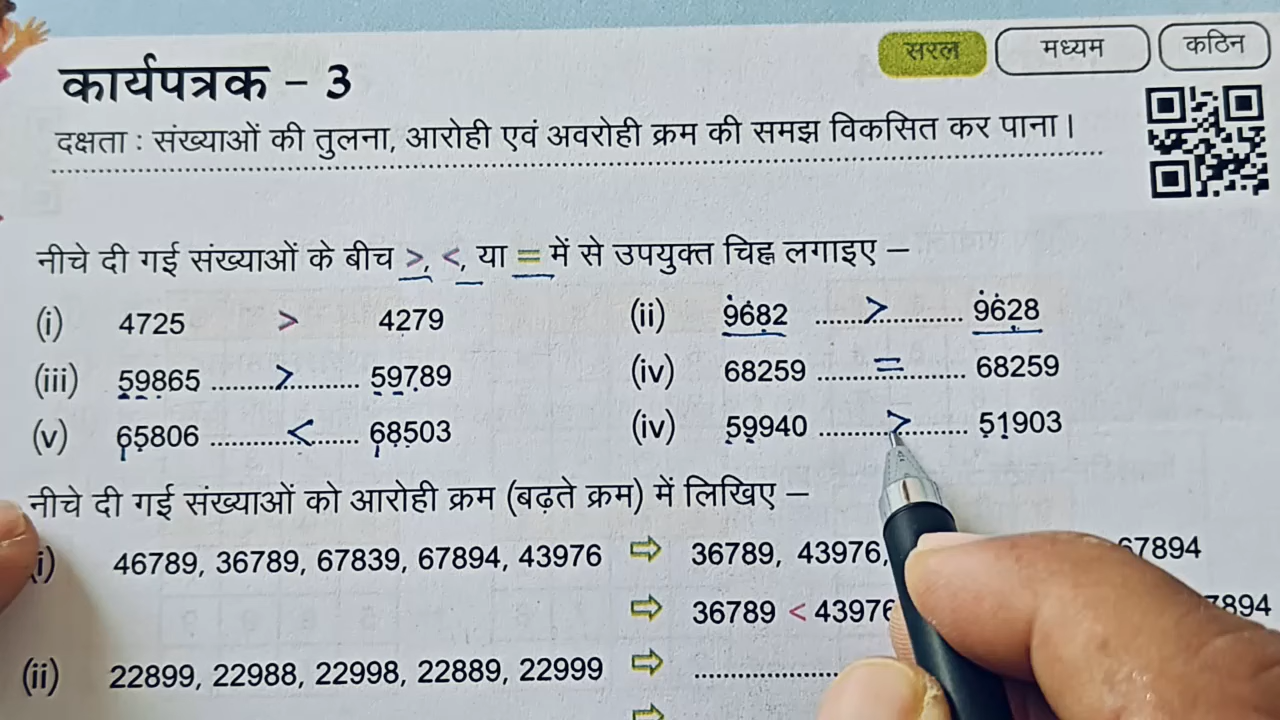 सरल मध्यम कठिन
कार्यपत्रक – 3
दक्षता : संख्याओं की तुलना, आरोही एवं अवरोही क्रम की समझ विकसित कर पाना।
नीचे दी गई संख्याओं के बीच >, <, या = में से उपयुक्त चिह्न लगाइए –
(i) 4725 > 4279 (ii) 9682 ........>............ 9628
(iii) 59865 ........>......... 59789 (iv) 68259 ........=............ 68259
(v) 65806 ...........<...... 68503 (iv) 59940 ..........>......... 51903
नीचे दी गई संख्याओं को आरोही क्रम (बढ़ते क्रम) में लिखिए –
(i) 46789, 36789, 67839, 67894, 43976 ⇨ 36789, 43976, 67894
⇨ 36789 < 43976 7894
(ii) 22899, 22988, 22998, 22889, 22999 ⇨ ....................
⇨